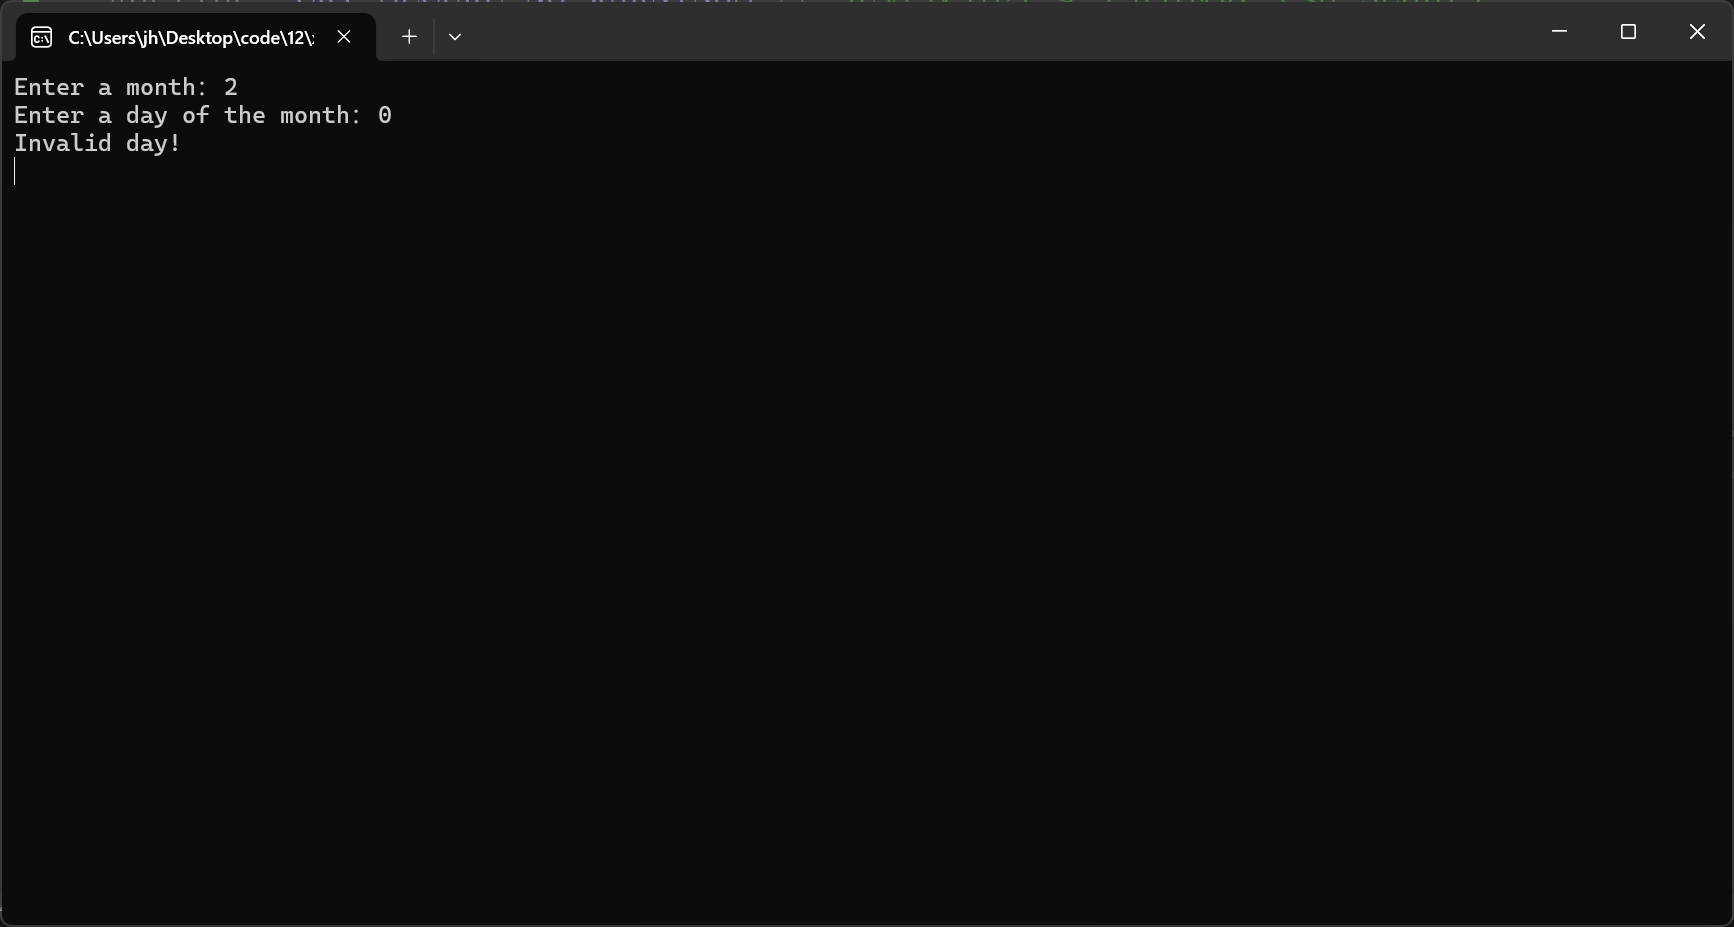 C:\Users\jh\Desktop\code\12\
Enter a month: 2
Enter a day of the month: 0
Invalid day!